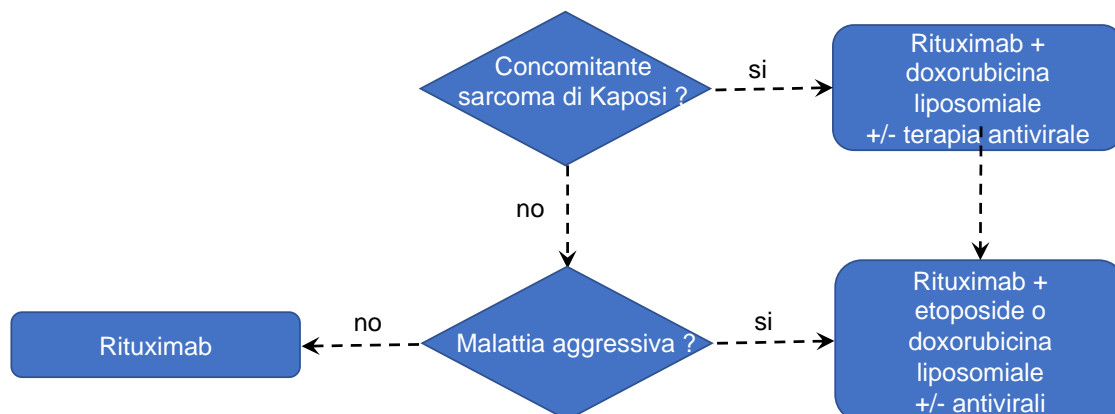 Concomitante
sarcoma di Kaposi ?
si
Rituximab +
doxorubicina
liposomiale
+/- terapia antivirale
no
Rituximab
no
Malattia aggressiva ?
si
Rituximab +
etoposide o
doxorubicina
liposomiale
+/- antivirali